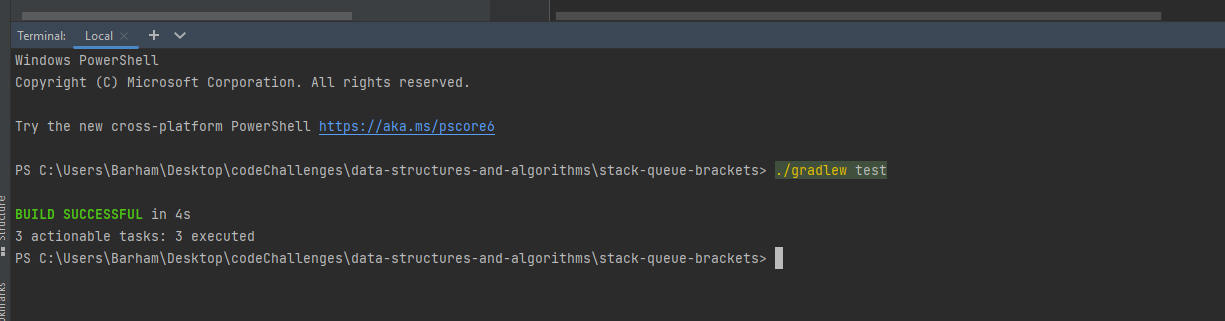 Terminal: Local
Windows PowerShell
Copyright (C) Microsoft Corporation. All rights reserved.
Try the new cross-platform PowerShell https://aka.ms/pscore6
PS C:\Users\Barham\Desktop\codeChallenges\data-structures-and-algorithms\stack-queue-brackets> ./gradlew test
BUILD SUCCESSFUL in 4s
3 actionable tasks: 3 executed
PS C:\Users\Barham\Desktop\codeChallenges\data-structures-and-algorithms\stack-queue-brackets>
Structure